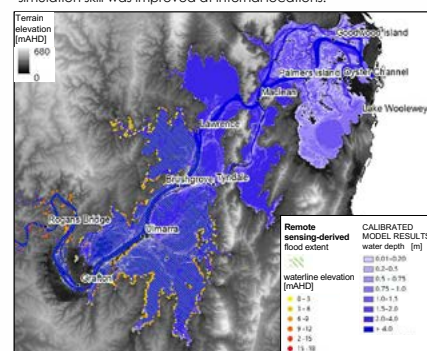 simulation skill was improved at internal locations.
Terrain
elevation
[mAHD]
680
0
Goodwood Island
Palmers Island Oyster Channel
Maclean
Lake Wooleweyah
Lawrence
Brushgrove Tyndale
Rogans Bridge
Ulmarra
Grafton
Remote
sensing-derived
flood extent
waterline elevation
[mAHD]
0 - 3
3 - 6
6 - 9
9 - 12
CALIBRATED
MODEL RESULTS
water depth [m]
0.01-0.20
0.2-0.5
0.5 - 0.75
0.75 - 1.0
1.0-1.5
1.5-2.0
2.0-4.0